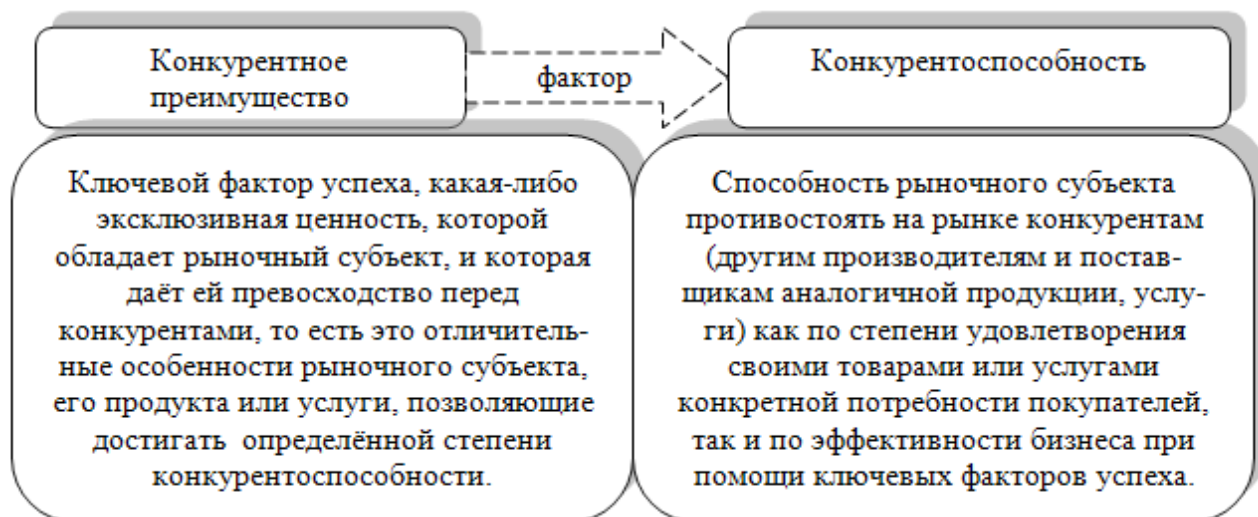 Конкурентное
преимущество
фактор
Конкурентоспособность
Ключевой фактор успеха, какая-либо
эксклюзивная ценность, которой
обладает рыночный субъект, и которая
даёт ей превосходство перед
конкурентами, то есть это отличитель-
ные особенности рыночного субъекта,
его продукта или услуги, позволяющие
достигать определённой степени
конкурентоспособности.
Способность рыночного субъекта
противостоять на рынке конкурентам
(другим производителям и постав-
щикам аналогичной продукции, услу-
ги) как по степени удовлетворения
своими товарами или услугами
конкретной потребности покупателей,
так и по эффективности бизнеса при
помощи ключевых факторов успеха.